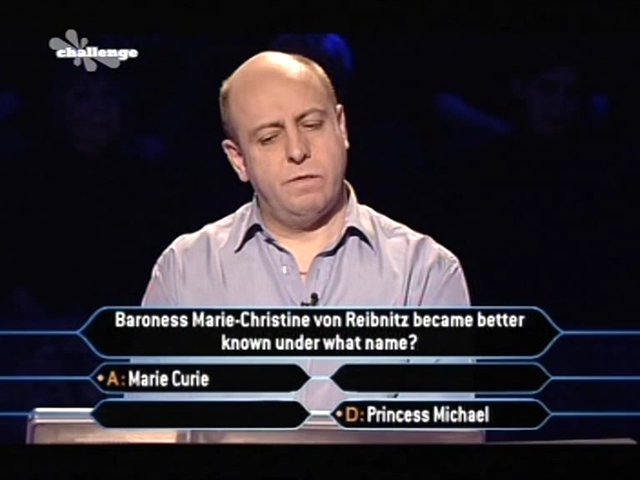 challenge
Baroness Marie-Christine von Reibnitz became better
known under what name?
A: Marie Curie
D: Princess Michael